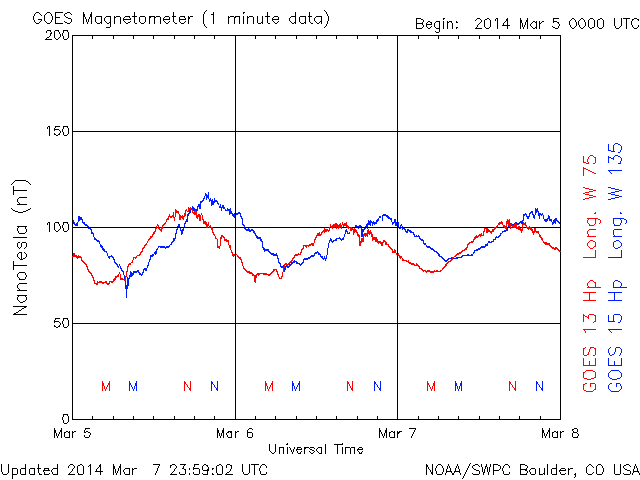 GOES Magnetometer (1 minute data)
Begin: 2014 Mar 5 0000 UTC
200
150
100
50
0
NanoTesla (nT)
M M N N M M N N M M N N
Mar 5 Mar 6 Mar 7 Mar 8
Universal Time
GOES 13 Hp Long. W 75
GOES 15 Hp Long. W 135
Updated 2014 Mar 7 23:59:02 UTC
NOAA/SWPC Boulder, CO USA